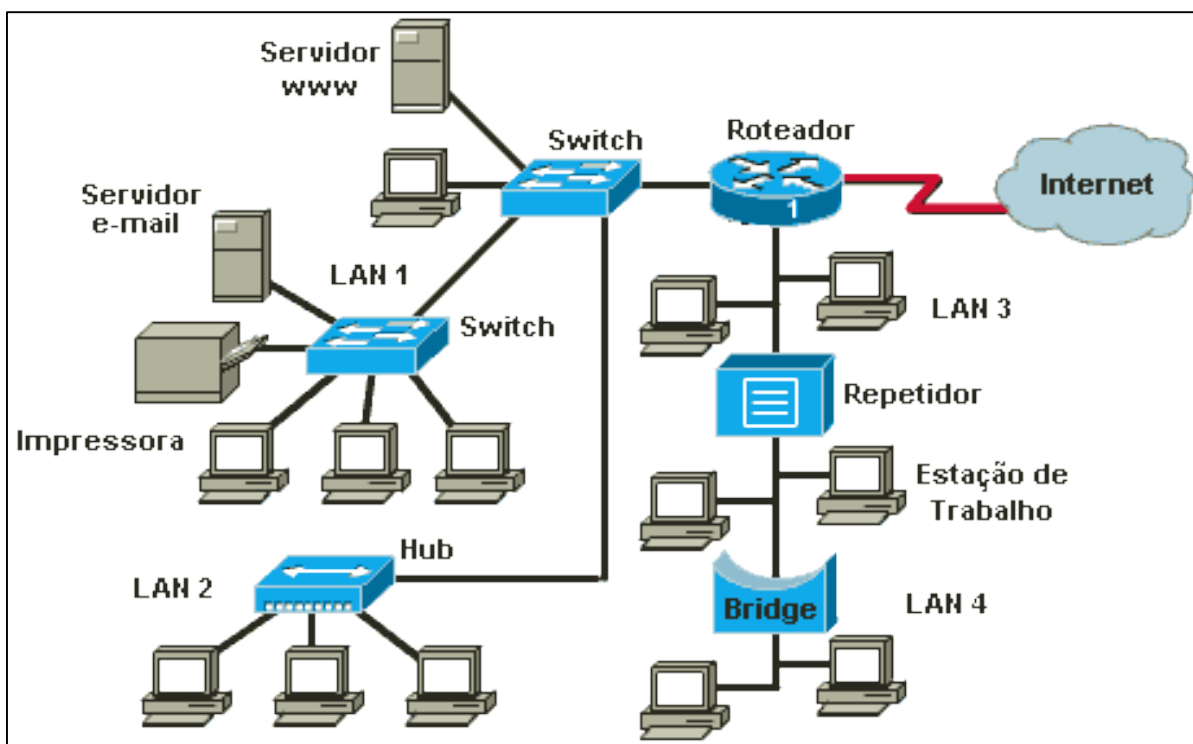 Servidor
www
Switch
Roteador
Internet
1
Servidor
e-mail
LAN 1
Switch
LAN 3
Repetidor
Impressora
Estação de
Trabalho
Hub
LAN 2
Bridge
LAN 4